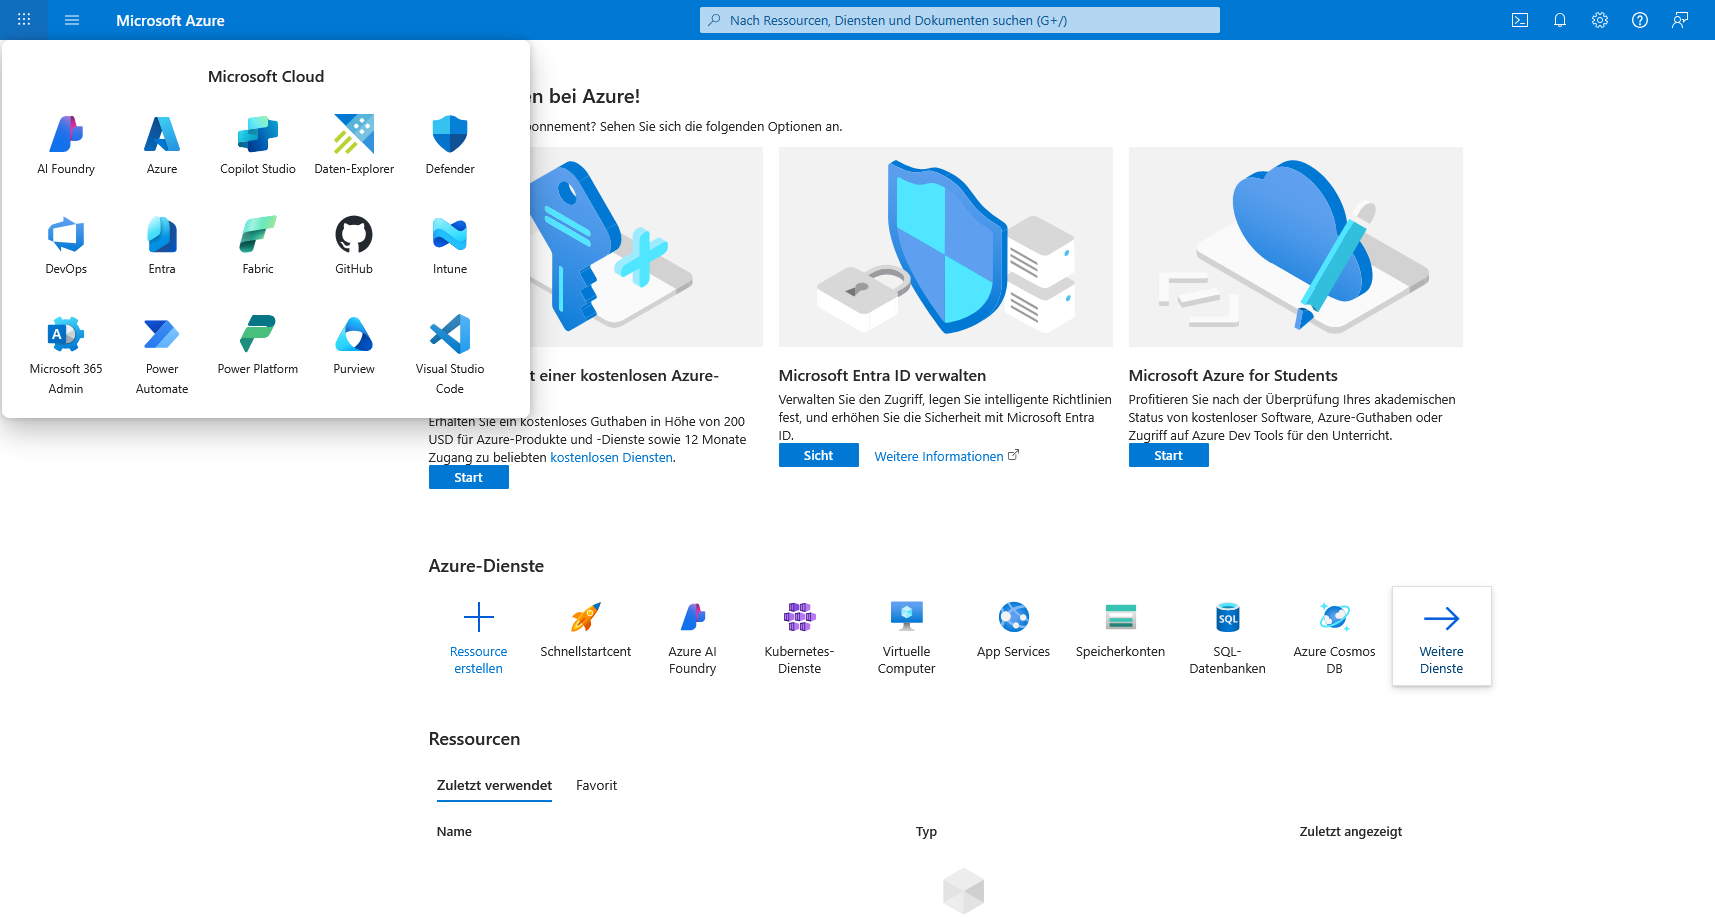 Microsoft Azure
Nach Ressourcen, Diensten und Dokumenten suchen (G+/)
Microsoft Cloud
AI Foundry
Azure
Copilot Studio
Daten-Explorer
Defender
DevOps
Entra
Fabric
GitHub
Intune
Microsoft 365
Admin
Power
Automate
Power Platform
Purview
Visual Studio
Code
bei Azure!
Sehen Sie sich die folgenden Optionen an.
einer kostenlosen Azure-
Erhalten Sie ein kostenloses Guthaben in Höhe von 200
USD für Azure-Produkte und -Dienste sowie 12 Monate
Zugang zu beliebten kostenlosen Diensten.
Start
Microsoft Entra ID verwalten
Verwalten Sie den Zugriff, legen Sie intelligente Richtlinien
fest, und erhöhen Sie die Sicherheit mit Microsoft Entra
ID.
Sicht
Weitere Informationen
Microsoft Azure for Students
Profitieren Sie nach der Überprüfung Ihres akademischen
Status von kostenloser Software, Azure-Guthaben oder
Zugriff auf Azure Dev Tools für den Unterricht.
Start
Azure-Dienste
Ressource
erstellen
Schnellstartcent
Azure AI
Foundry
Kubernetes-
Dienste
Virtuelle
Computer
App Services
Speicherkonten
SQL
SQL-
Datenbanken
Azure Cosmos
DB
Weitere
Dienste
Ressourcen
Zuletzt verwendet
Favorit
Name
Typ
Zuletzt angezeigt